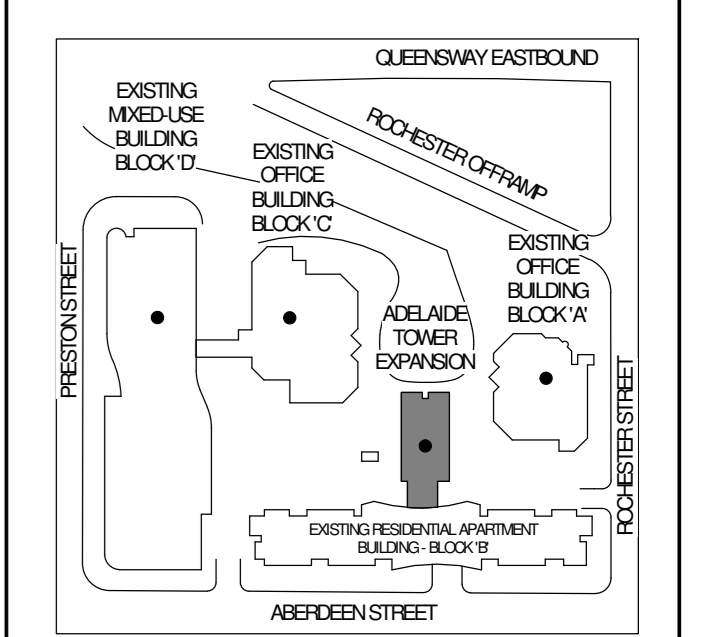 QUEENSWAY EASTBOUND
EXISTING
MIXED-USE
BUILDING
BLOCK 'D'
ROCHESTER OFFRAMP
EXISTING
OFFICE
BUILDING
BLOCK 'C'
EXISTING
OFFICE
BUILDING
BLOCK 'A'
PRESTON STREET
ADELAIDE
TOWER
EXPANSION
ROCHESTER STREET
EXISTING RESIDENTIAL APARTMENT
BUILDING - BLOCK 'B'
ABERDEEN STREET